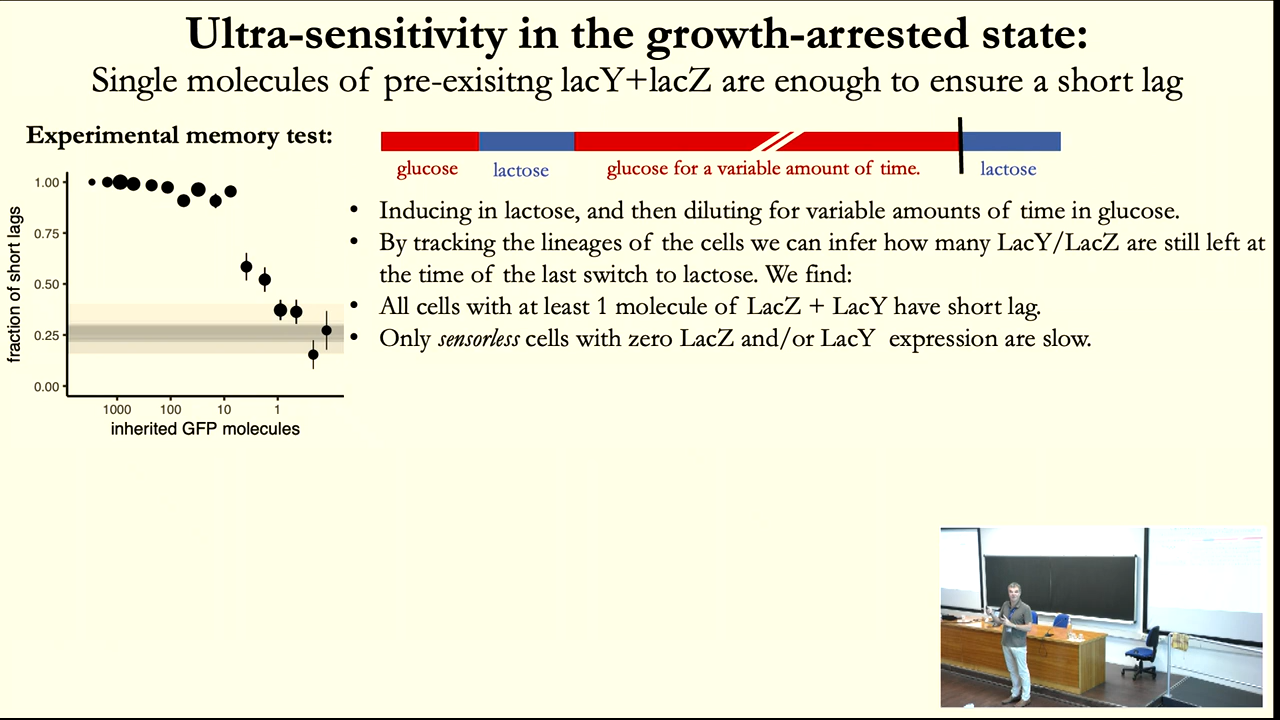 Ultra-sensitivity in the growth-arrested state:
Single molecules of pre-exisitng lacY+lacZ are enough to ensure a short lag
Experimental memory test:
glucose
lactose
glucose for a variable amount of time.
lactose
fraction of short lags
1.00
0.75
0.50
0.25
0.00
1000
100
10
1
inherited GFP molecules
• Inducing in lactose, and then diluting for variable amounts of time in glucose.
• By tracking the lineages of the cells we can infer how many LacY/LacZ are still left at
the time of the last switch to lactose. We find:
• All cells with at least 1 molecule of LacZ + LacY have short lag.
• Only sensorless cells with zero LacZ and/or LacY expression are slow.